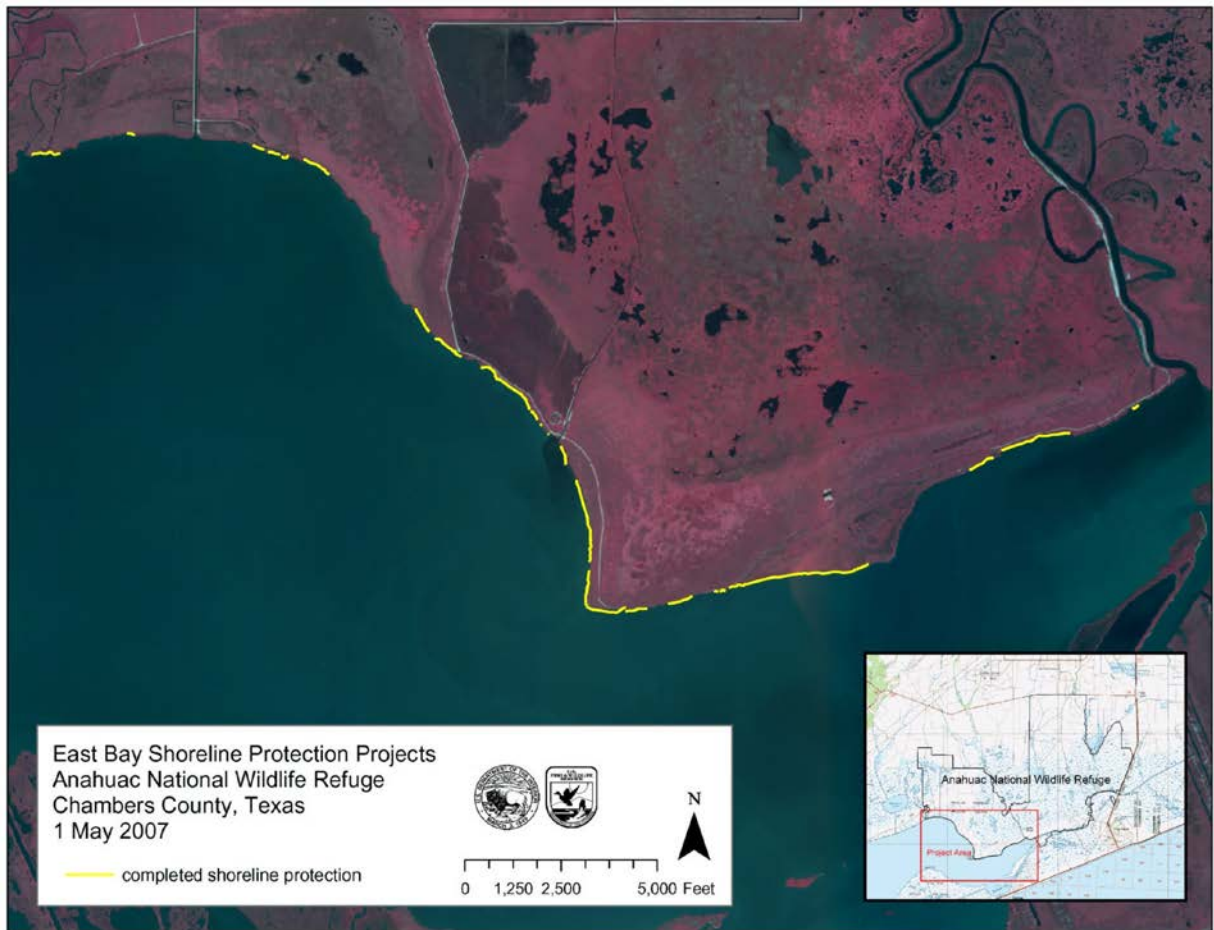 East Bay Shoreline Protection Projects
Anahuac National Wildlife Refuge
Chambers County, Texas
1 May 2007
completed shoreline protection
N
0 1,250 2,500 5,000 Feet
Anahuac National Wildlife Refuge
Project Area